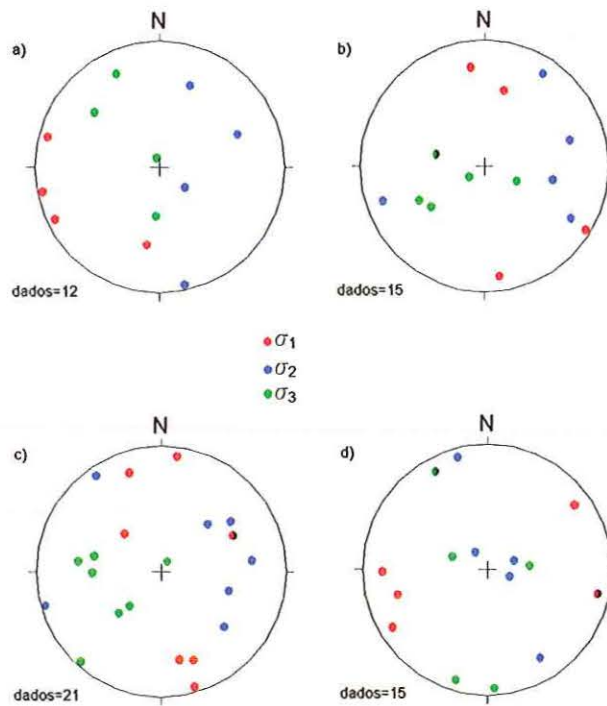 N
a)
dados=12
N
b)
dados=15
σ1
σ2
σ3
N
c)
dados=21
N
d)
dados=15